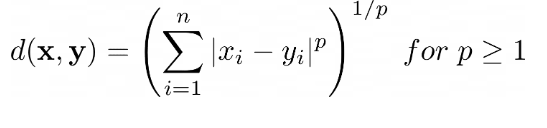 d(𝐱, 𝐲) = (∑_{i=1}^{n} |x_i − y_i|^p)^{1/p} for p ≥ 1